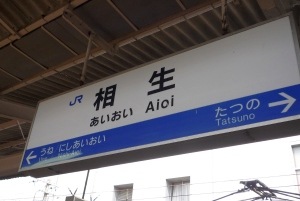 JR 相生
あいおい Aioi
← うね にしあいおい
たつの →
Tatsuno